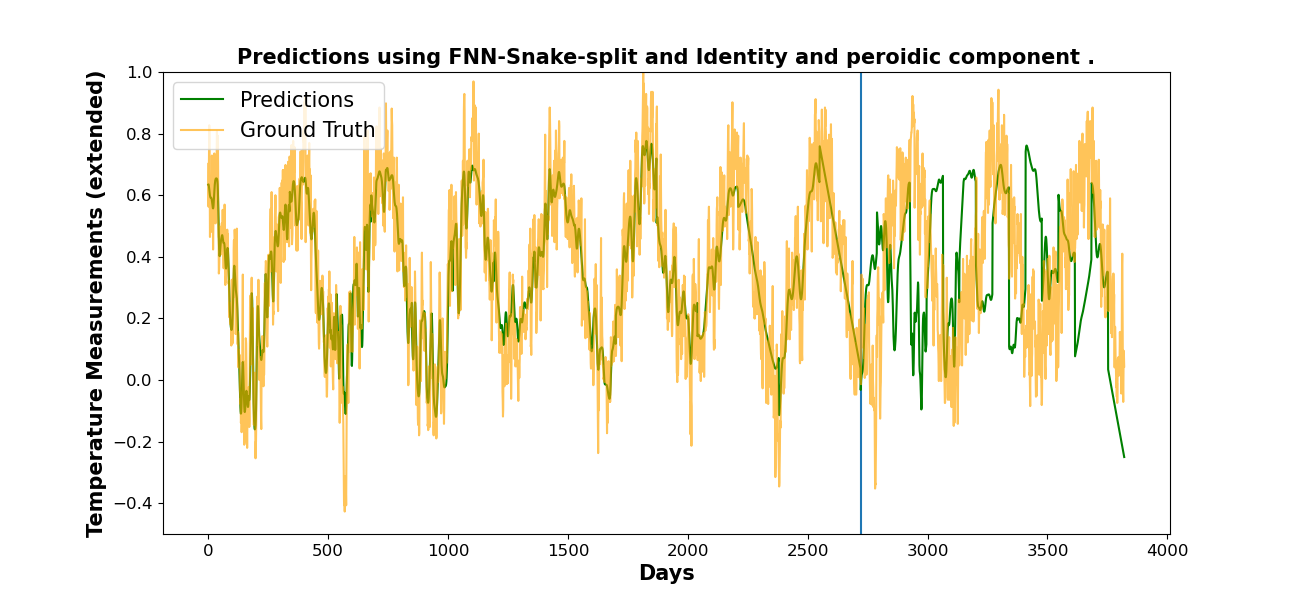 Predictions using FNN-Snake-split and Identity and peroidic component .
Temperature Measurements (extended)
1.0
0.8
0.6
0.4
0.2
0.0
−0.2
−0.4
Predictions
Ground Truth
0 500 1000 1500 2000 2500 3000 3500 4000
Days